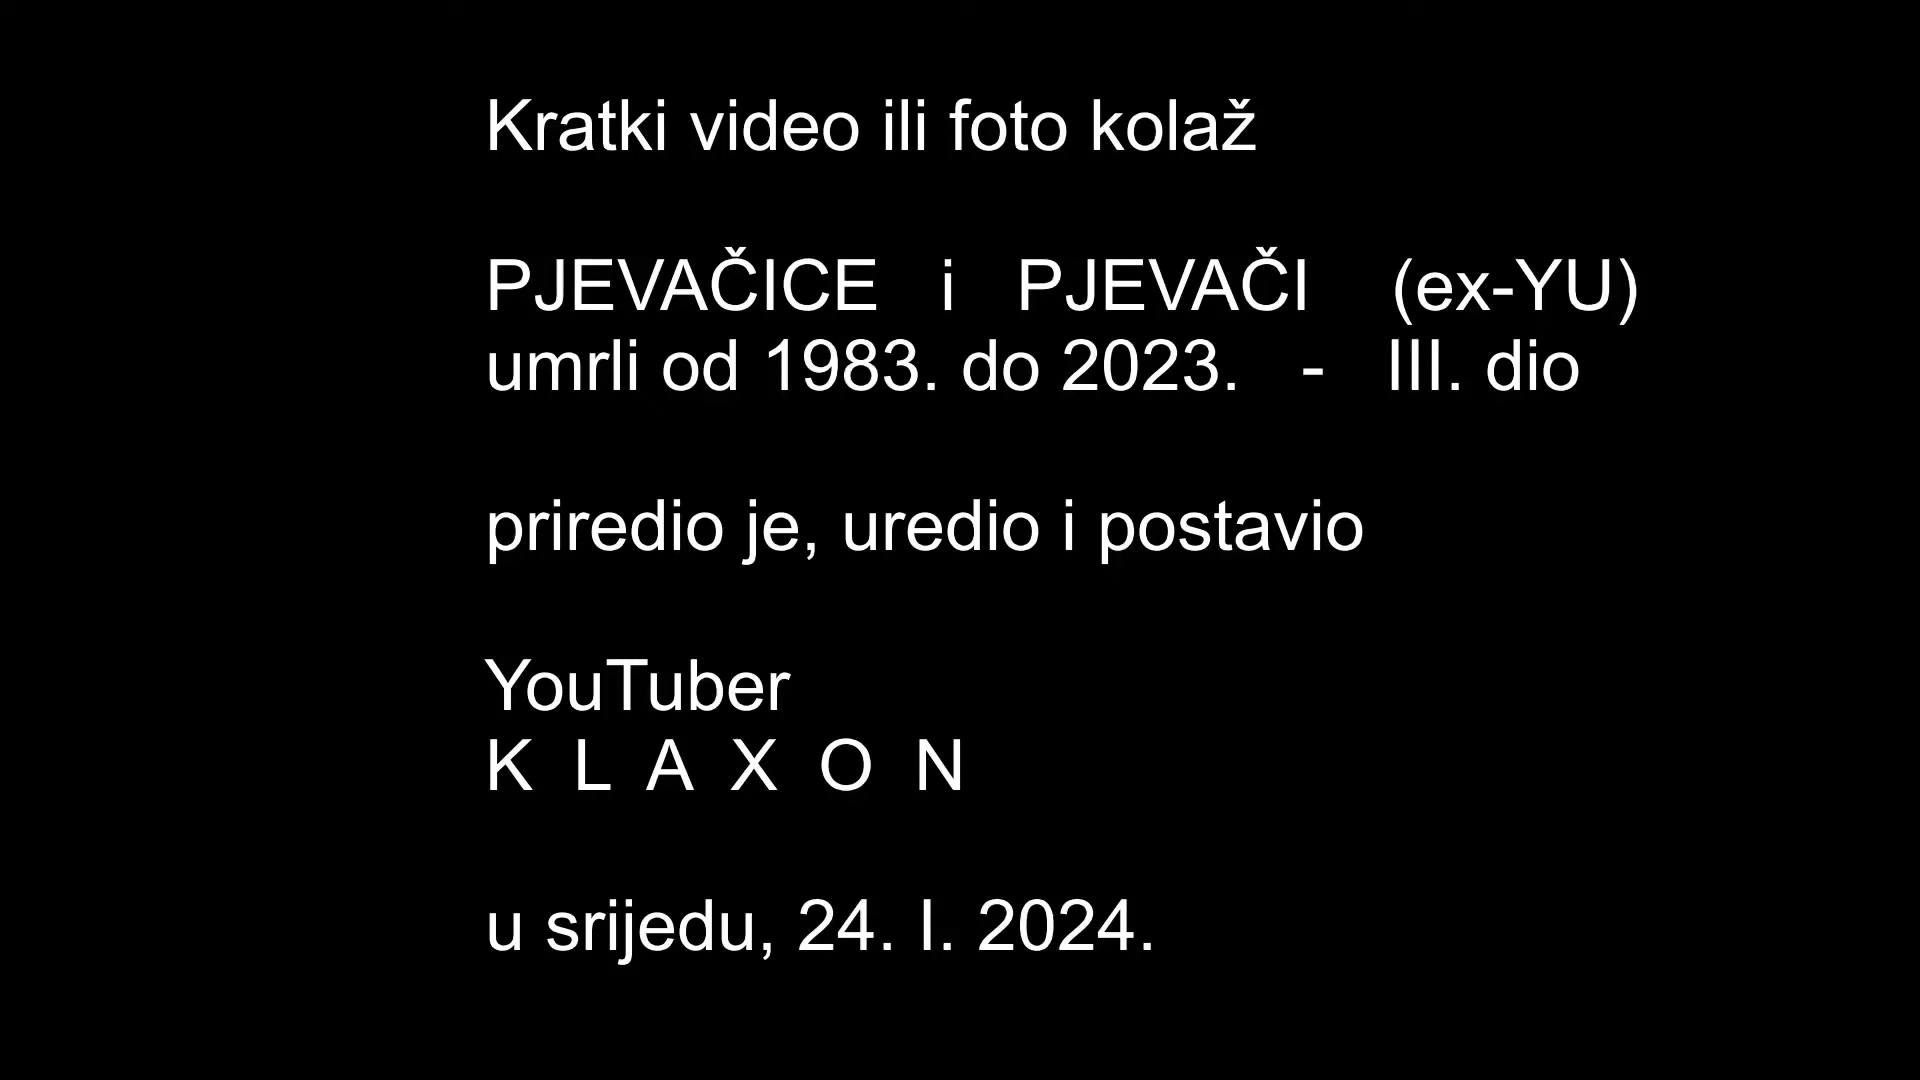 Kratki video ili foto kolaž
PJEVAČICE i PJEVAČI (ex-YU)
umrli od 1983. do 2023. - III. dio
priredio je, uredio i postavio
YouTuber
K L A X O N
u srijedu, 24. I. 2024.